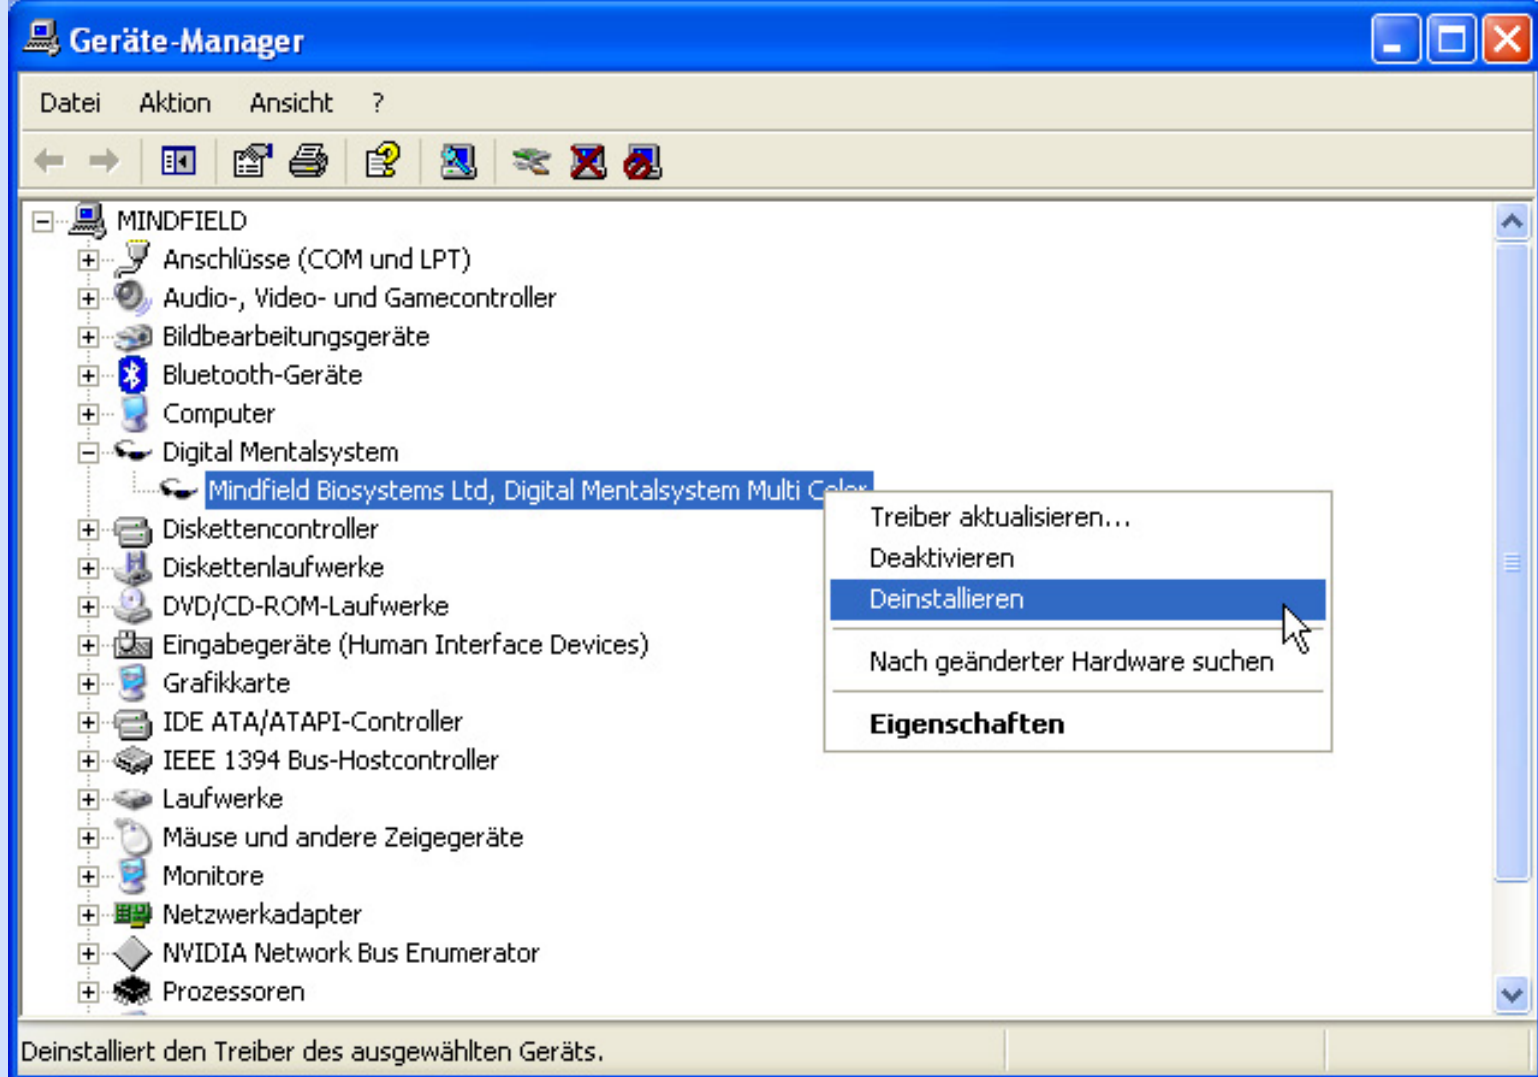 Geräte-Manager
Datei Aktion Ansicht ?
MINDFIELD
Anschlüsse (COM und LPT)
Audio-, Video- und Gamecontroller
Bildbearbeitungsgeräte
Bluetooth-Geräte
Computer
Digital Mentalsystem
Mindfield Biosystems Ltd, Digital Mentalsystem Multi Color
Diskettencontroller
Diskettenlaufwerke
DVD/CD-ROM-Laufwerke
Eingabegeräte (Human Interface Devices)
Grafikkarte
IDE ATA/ATAPI-Controller
IEEE 1394 Bus-Hostcontroller
Laufwerke
Mäuse und andere Zeigegeräte
Monitore
Netzwerkadapter
NVIDIA Network Bus Enumerator
Prozessoren
Treiber aktualisieren...
Deaktivieren
Deinstallieren
Nach geänderter Hardware suchen
Eigenschaften
Deinstalliert den Treiber des ausgewählten Geräts.